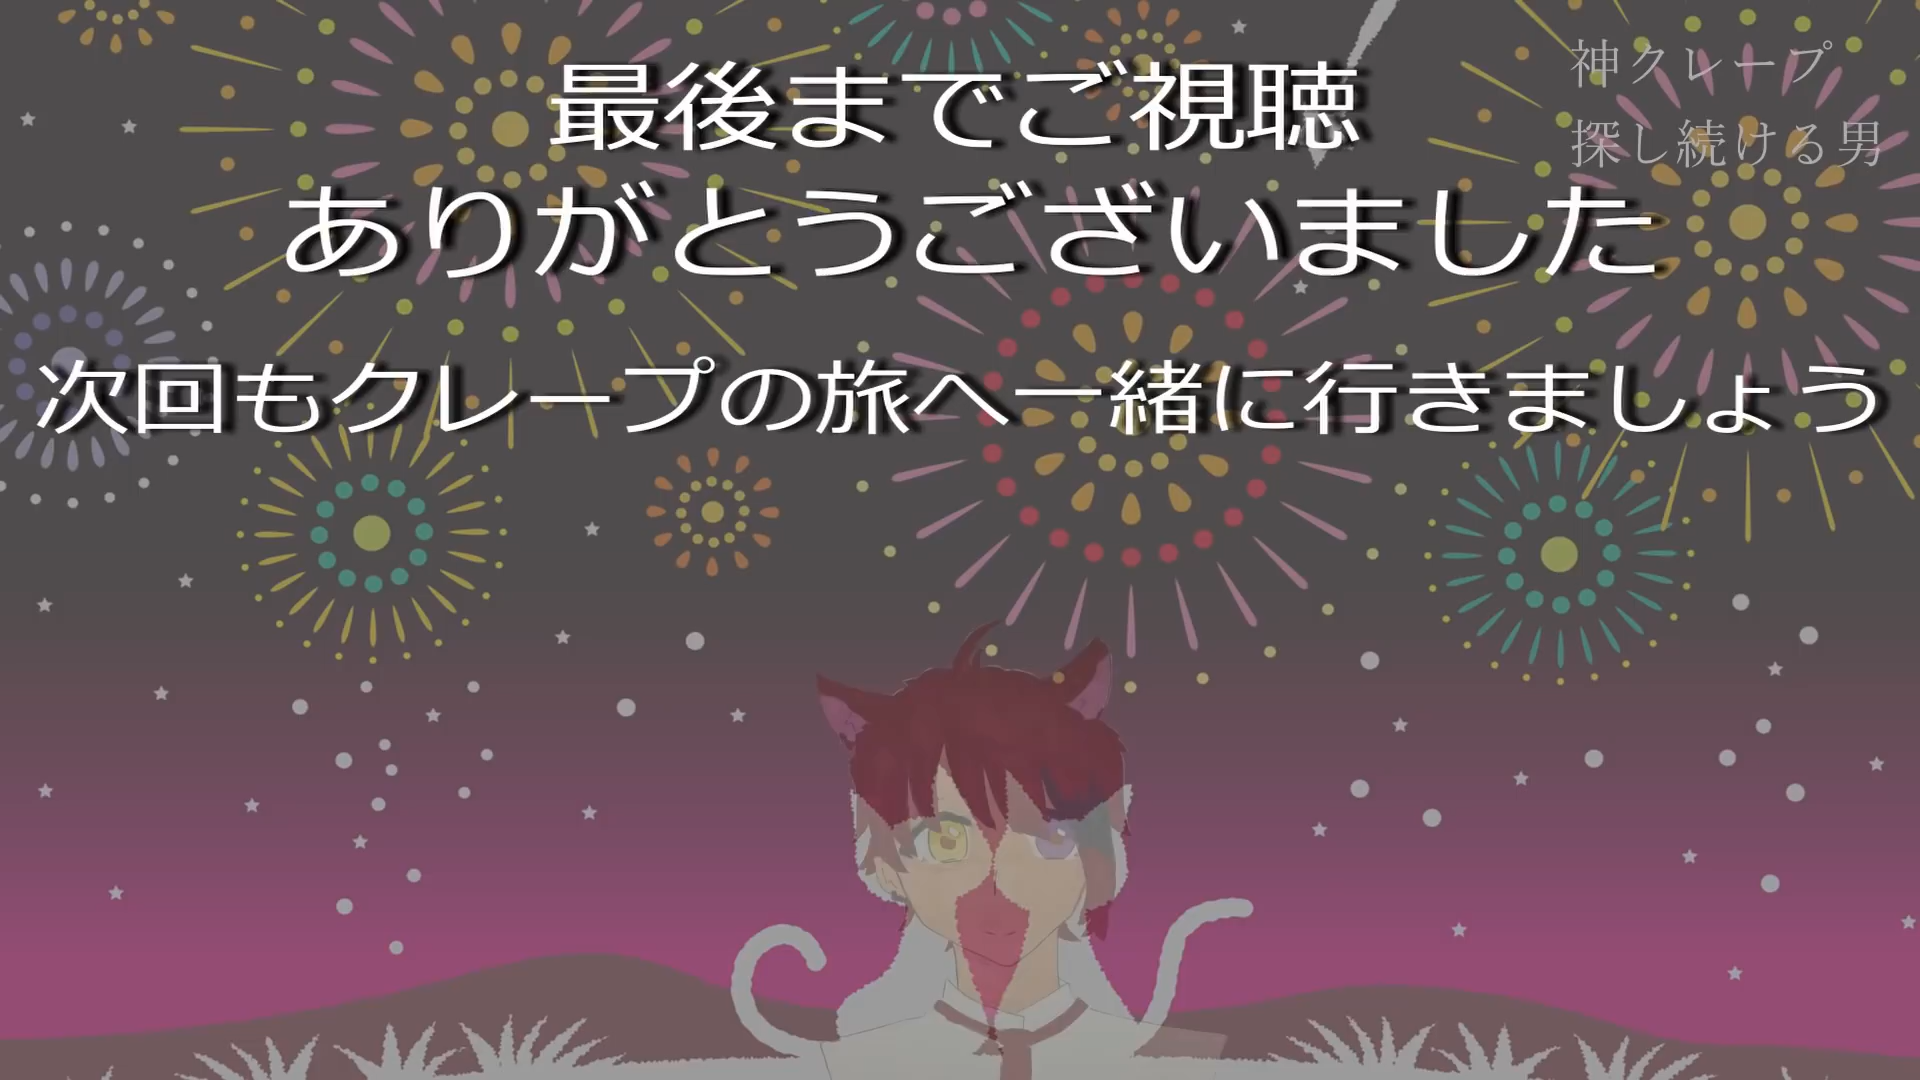 神クレープ
探し続ける男
最後までご視聴
ありがとうございました
次回もクレープの旅へ一緒に行きましょう